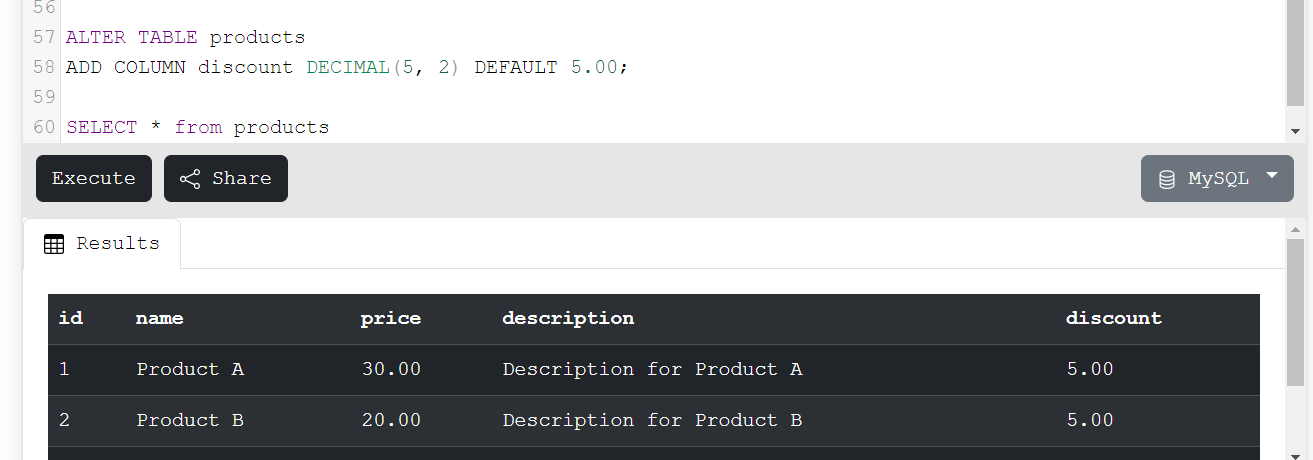 56
57 ALTER TABLE products
58 ADD COLUMN discount DECIMAL(5, 2) DEFAULT 5.00;
59
60 SELECT * from products
Execute Share MySQL
Results
id name price description discount
1 Product A 30.00 Description for Product A 5.00
2 Product B 20.00 Description for Product B 5.00